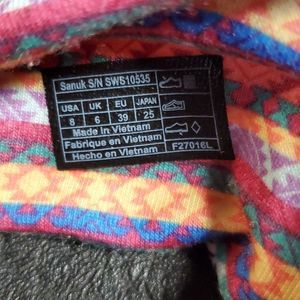 Sanuk S/N SWS10535
USA UK EU JAPAN
8 6 39 25
Made in Vietnam
Fabrique en Vietnam
Hecho en Vietnam F27016L